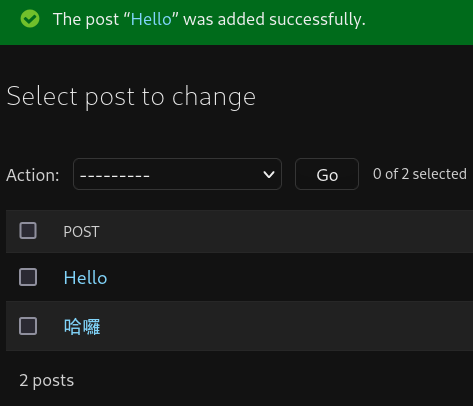 The post “Hello” was added successfully.
Select post to change
Action: --------- Go 0 of 2 selected
POST
Hello
哈囉
2 posts